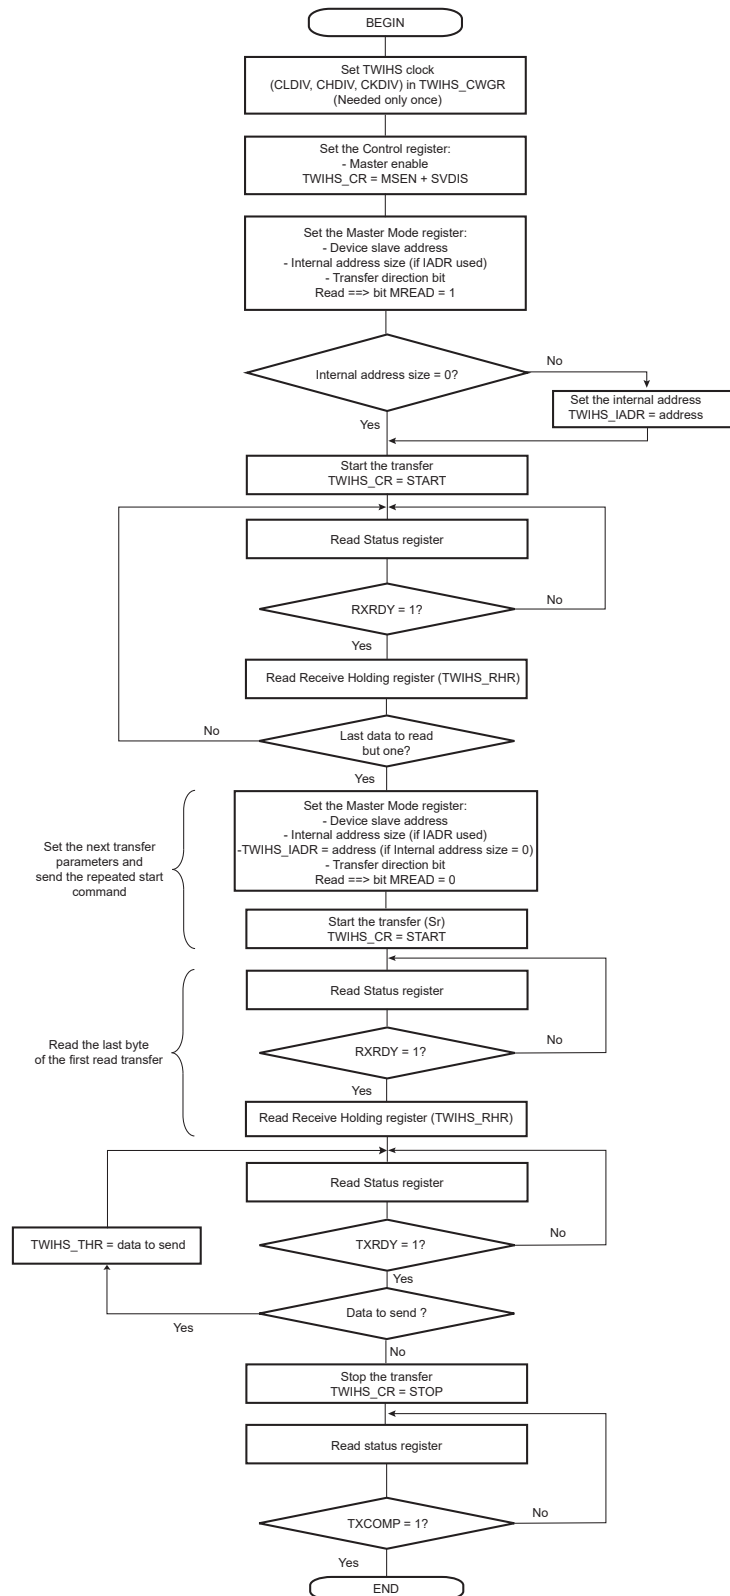 BEGIN
Set TWIHS clock
(CLDIV, CHDIV, CKDIV) in TWIHS_CWGR
(Needed only once)
Set the Control register:
- Master enable
TWIHS_CR = MSEN + SVDIS
Set the Master Mode register:
- Device slave address
- Internal address size (if IADR used)
- Transfer direction bit
Read ==> bit MREAD = 1
Internal address size = 0?
No
Set the internal address
TWIHS_IADR = address
Yes
Start the transfer
TWIHS_CR = START
Read Status register
RXRDY = 1?
No
Yes
Read Receive Holding register (TWIHS_RHR)
No
Last data to read
but one?
Yes
Set the next transfer
parameters and
send the repeated start
command
Set the Master Mode register:
- Device slave address
- Internal address size (if IADR used)
-TWIHS_IADR = address (if Internal address size = 0)
- Transfer direction bit
Read ==> bit MREAD = 0
Start the transfer (Sr)
TWIHS_CR = START
Read the last byte
of the first read transfer
Read Status register
RXRDY = 1?
No
Yes
Read Receive Holding register (TWIHS_RHR)
Read Status register
TWIHS_THR = data to send
TXRDY = 1?
No
Yes
Data to send ?
Yes
No
Stop the transfer
TWIHS_CR = STOP
Read status register
TXCOMP = 1?
No
Yes
END